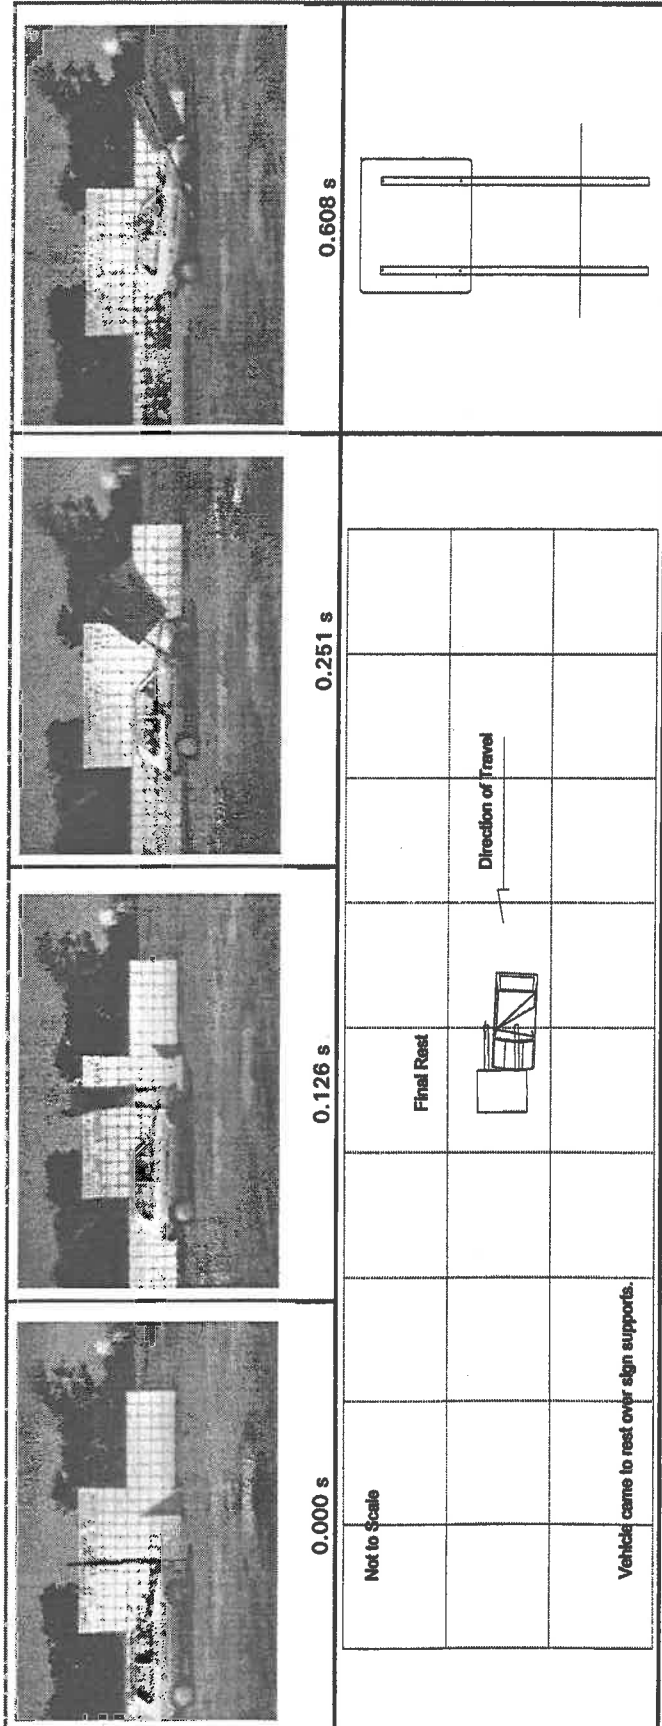 0.000 s
0.126 s
0.251 s
0.608 s
Not to Scale
Final Rest
Direction of Travel
Vehicle came to rest over sign supports.